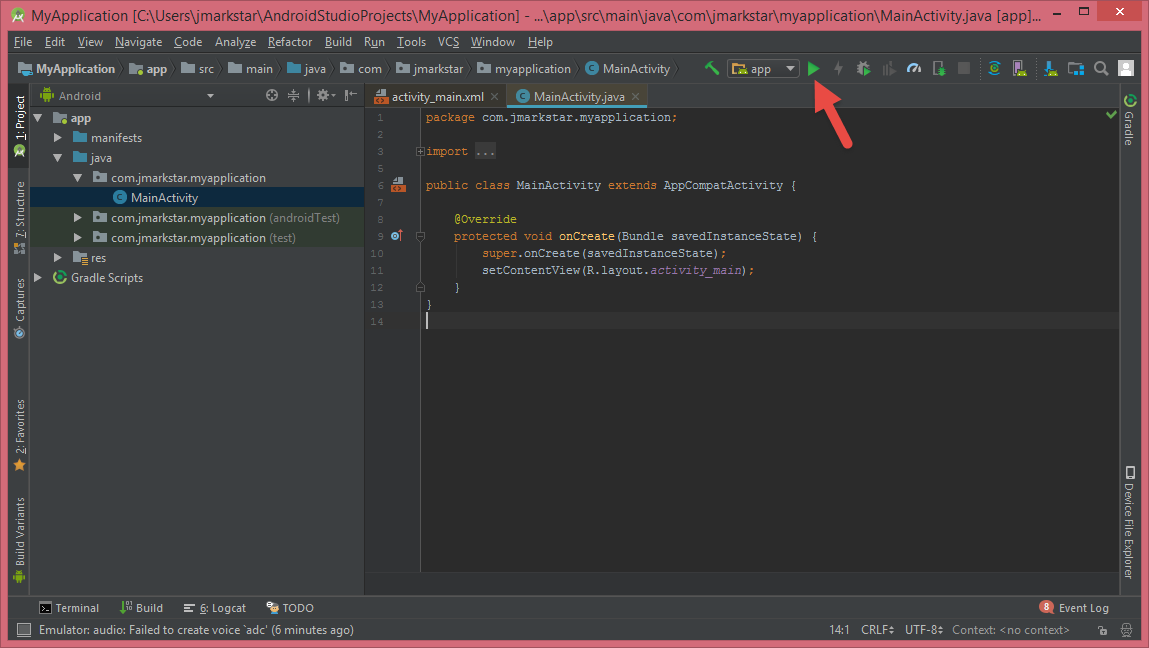 MyApplication [C:\Users\jmarkstar\AndroidStudioProjects\MyApplication] - ...\app\src\main\java\com\jmarkstar\myapplication\MainActivity.java [app]...
File Edit View Navigate Code Analyze Refactor Build Run Tools VCS Window Help
MyApplication app src main java com jmarkstar myapplication MainActivity app
1: Project
7: Structure
Captures
2: Favorites
Build Variants
Android
app
manifests
java
com.jmarkstar.myapplication
MainActivity
com.jmarkstar.myapplication (androidTest)
com.jmarkstar.myapplication (test)
res
Gradle Scripts
activity_main.xml MainActivity.java
1 package com.jmarkstar.myapplication;
2
3 import ...
5
6 public class MainActivity extends AppCompatActivity {
7
8 @Override
9 protected void onCreate(Bundle savedInstanceState) {
10 super.onCreate(savedInstanceState);
11 setContentView(R.layout.activity_main);
12 }
13 }
14
Gradle
Device File Explorer
Terminal Build 6: Logcat TODO 8 Event Log
Emulator: audio: Failed to create voice `adc' (6 minutes ago) 14:1 CRLF UTF-8 Context: <no context>